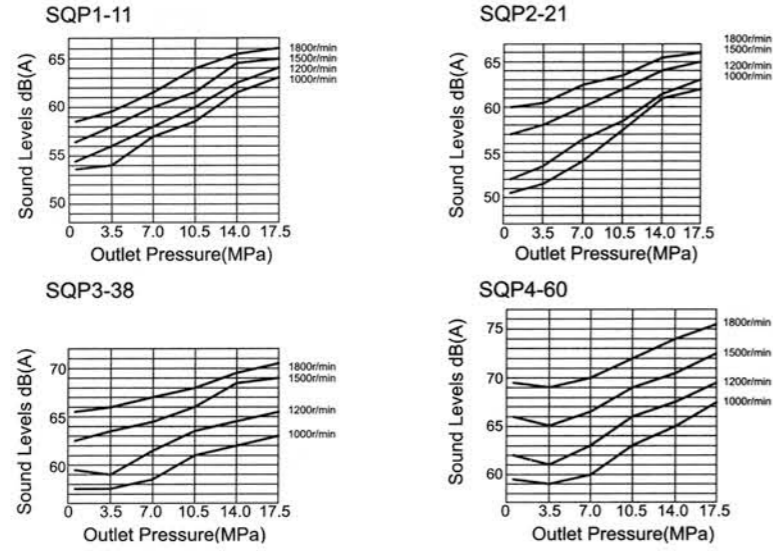 SQP1-11
Sound Levels dB(A)
65
60
55
50
1800r/min
1500r/min
1200r/min
1000r/min
0 3.5 7.0 10.5 14.0 17.5
Outlet Pressure(MPa)
SQP2-21
Sound Levels dB(A)
65
60
55
50
1800r/min
1500r/min
1200r/min
1000r/min
0 3.5 7.0 10.5 14.0 17.5
Outlet Pressure(MPa)
SQP3-38
Sound Levels dB(A)
70
65
60
1800r/min
1500r/min
1200r/min
1000r/min
0 3.5 7.0 10.5 14.0 17.5
Outlet Pressure(MPa)
SQP4-60
Sound Levels dB(A)
75
70
65
60
1800r/min
1500r/min
1200r/min
1000r/min
0 3.5 7.0 10.5 14.0 17.5
Outlet Pressure(MPa)